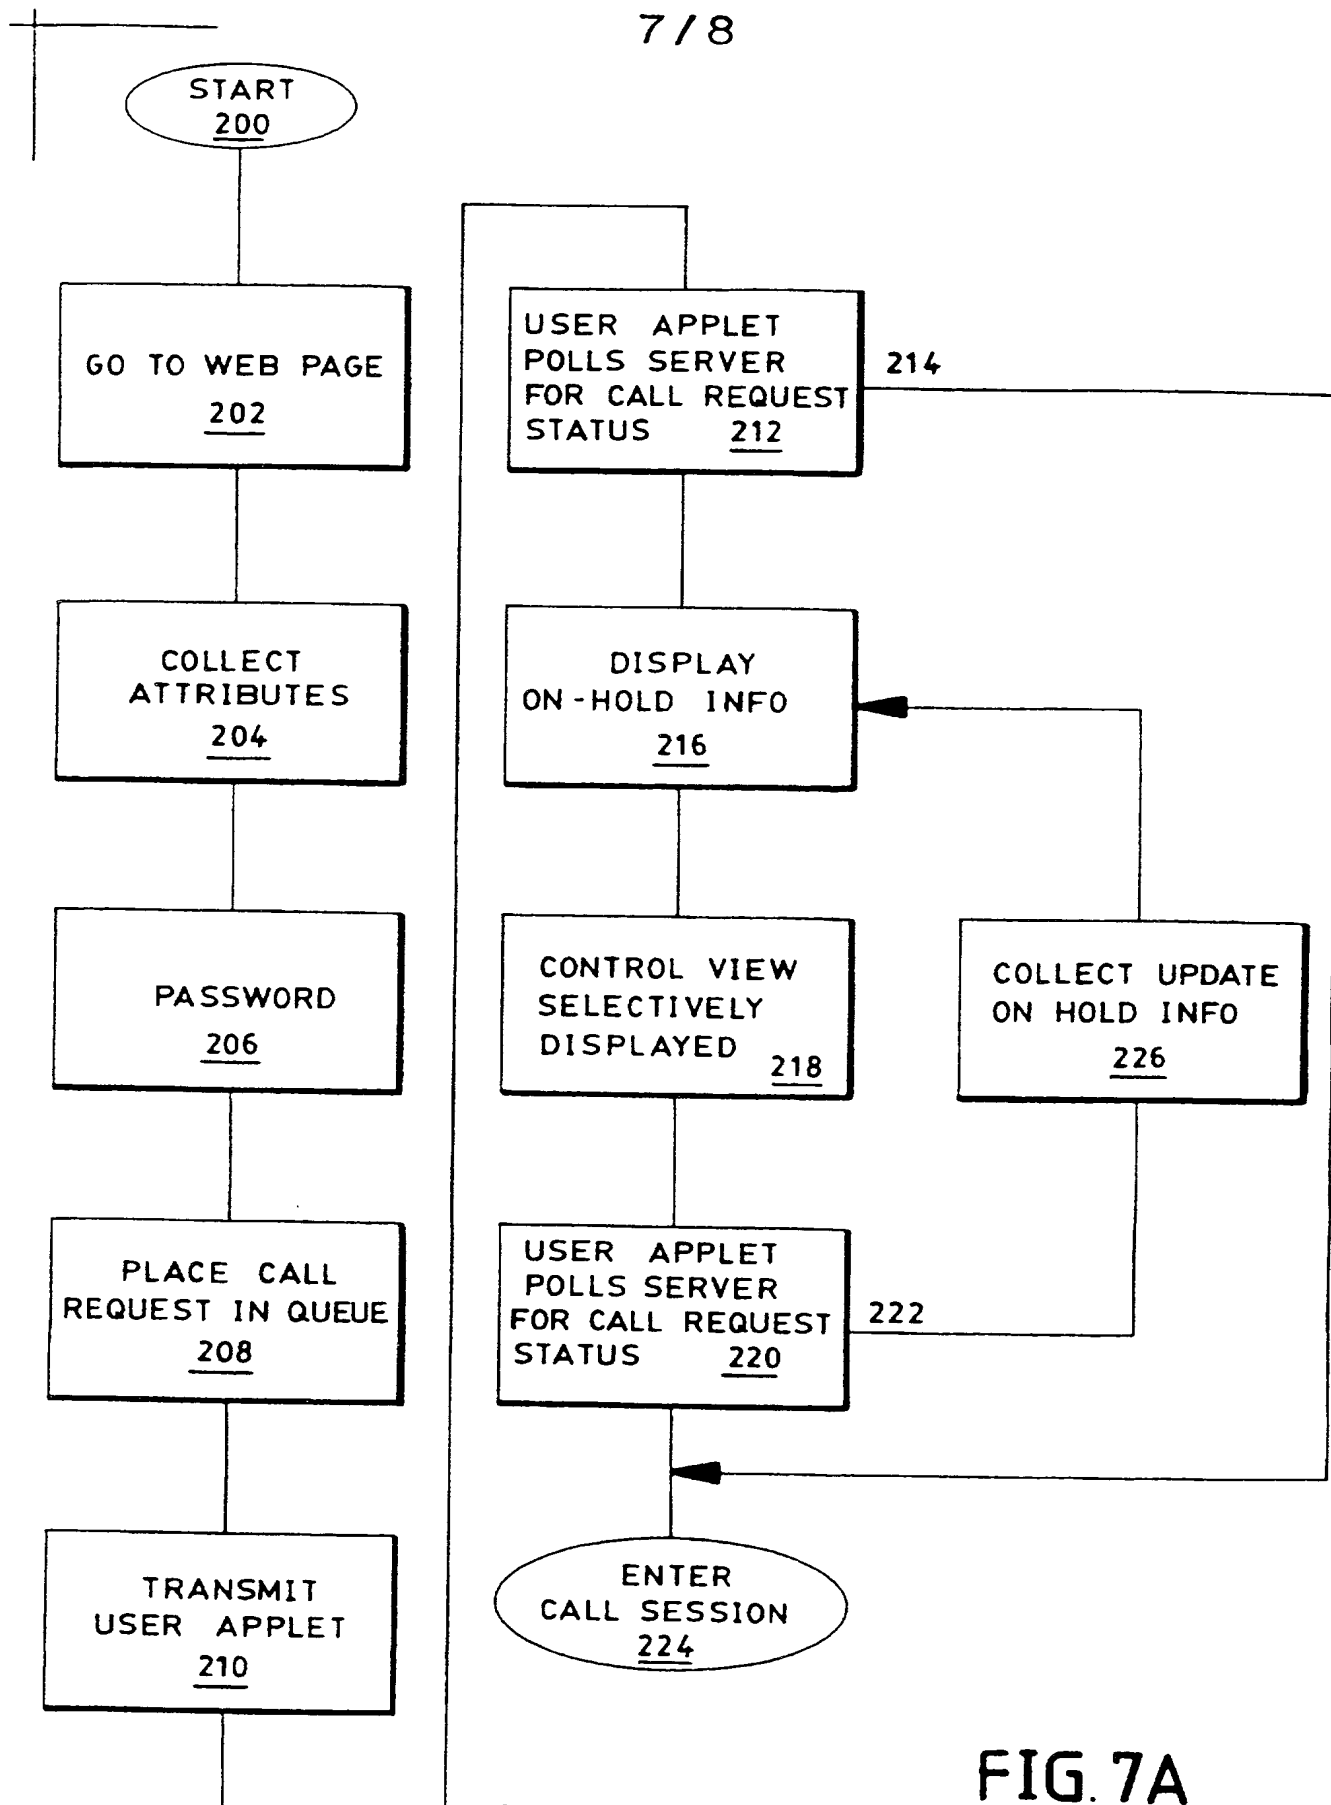 7/8
START
200
GO TO WEB PAGE
202
COLLECT
ATTRIBUTES
204
PASSWORD
206
PLACE CALL
REQUEST IN QUEUE
208
TRANSMIT
USER APPLET
210
USER APPLET
POLLS SERVER
FOR CALL REQUEST
STATUS 212
214
DISPLAY
ON-HOLD INFO
216
CONTROL VIEW
SELECTIVELY
DISPLAYED 218
USER APPLET
POLLS SERVER
FOR CALL REQUEST
STATUS 220
222
COLLECT UPDATE
ON HOLD INFO
226
ENTER
CALL SESSION
224
FIG. 7A